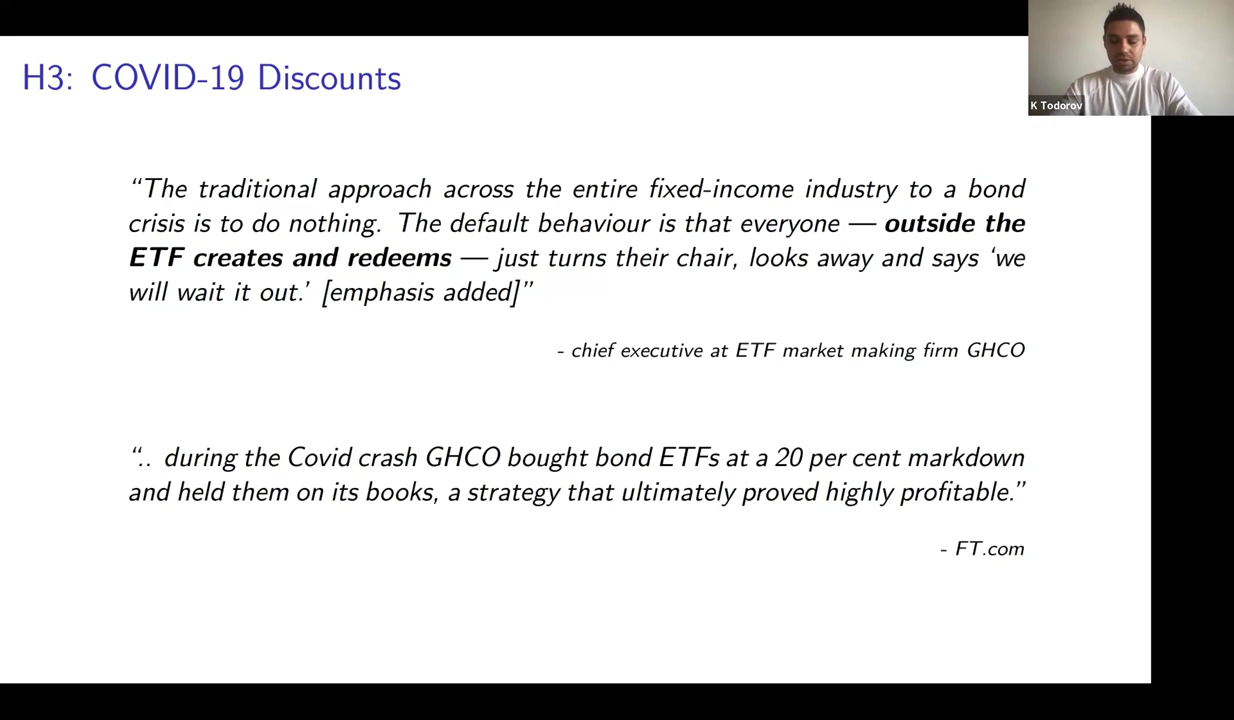 H3: COVID-19 Discounts
K Todorov
“The traditional approach across the entire fixed-income industry to a bond
crisis is to do nothing. The default behaviour is that everyone — outside the
ETF creates and redeems — just turns their chair, looks away and says ‘we
will wait it out.’ [emphasis added]”
- chief executive at ETF market making firm GHCO
“.. during the Covid crash GHCO bought bond ETFs at a 20 per cent markdown
and held them on its books, a strategy that ultimately proved highly profitable.”
- FT.com